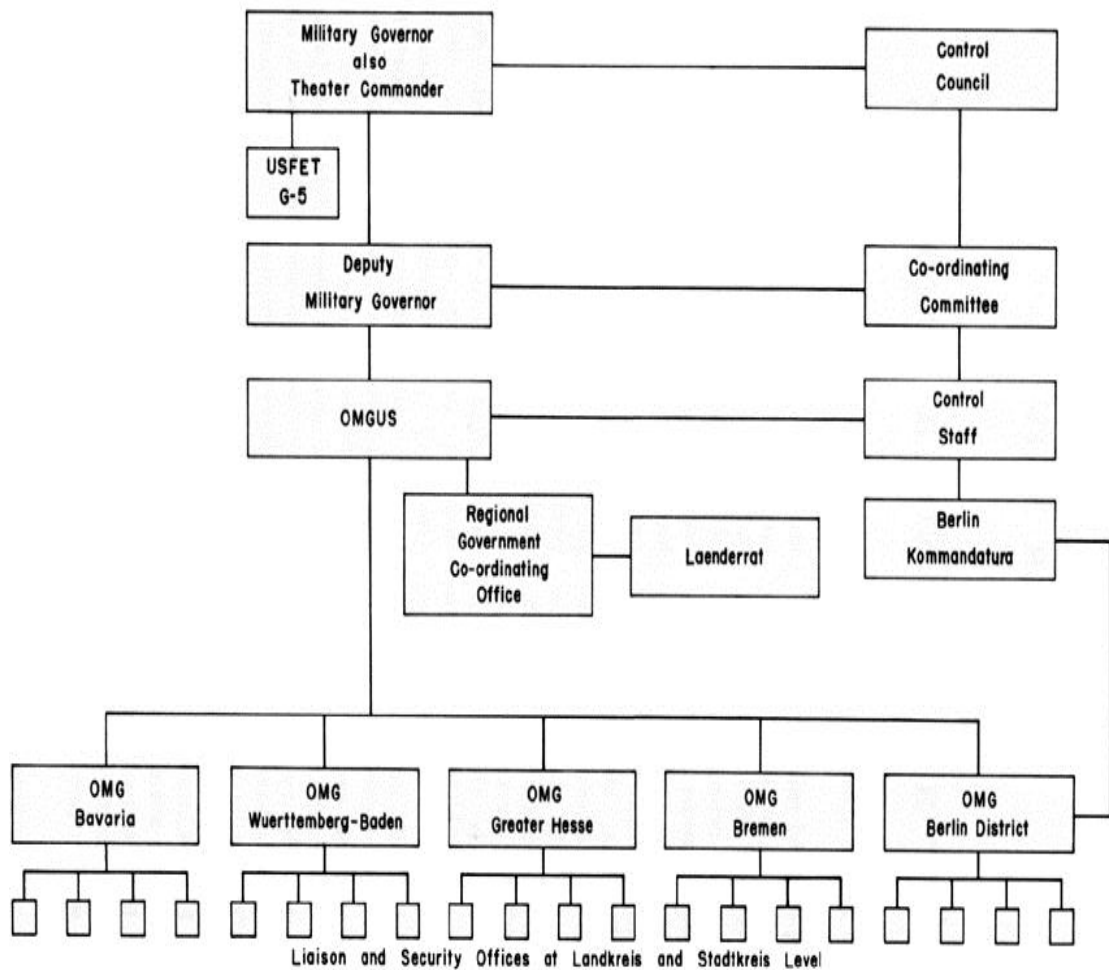 Military Governor
also
Theater Commander
Control
Council
USFET
G-5
Deputy
Military Governor
Co-ordinating
Committee
OMGUS
Control
Staff
Regional
Government
Co-ordinating
Office
Laenderrat
Berlin
Kommandatura
OMG
Bavaria
OMG
Wuerttemberg-Baden
OMG
Greater Hesse
OMG
Bremen
OMG
Berlin District
Liaison and Security Offices at Landkreis and Stadtkreis Level